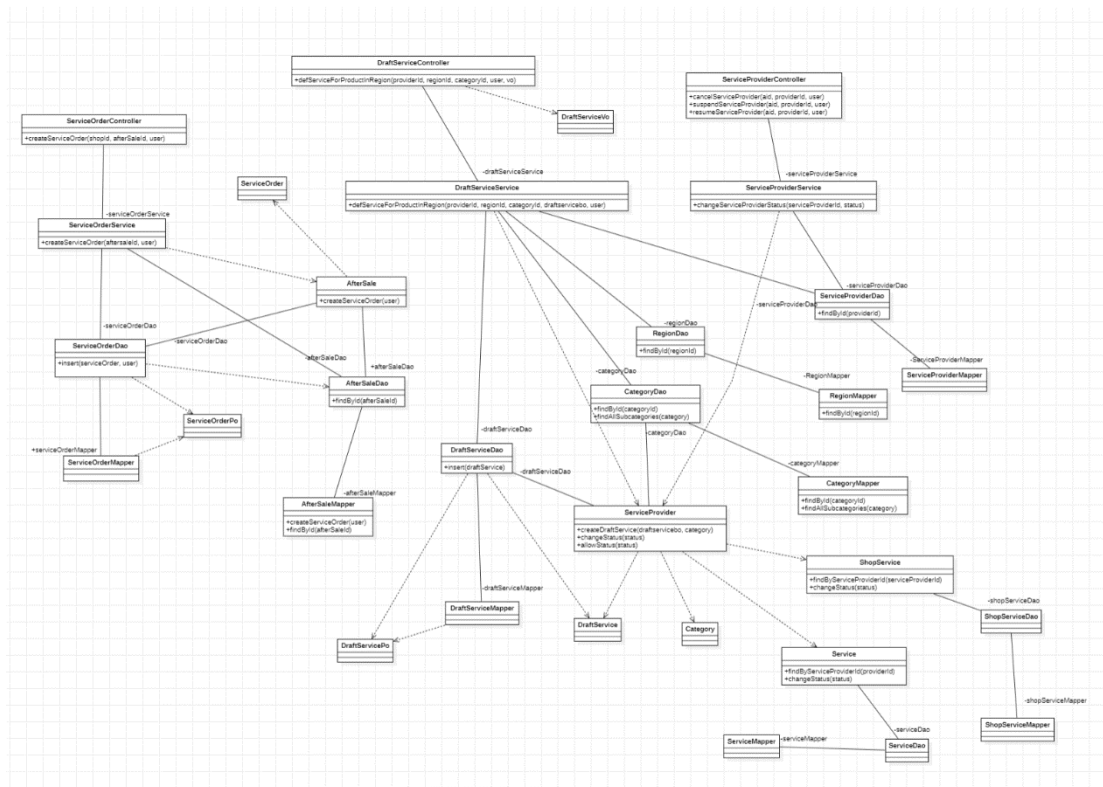 DraftServiceController
+defServiceForProductInRegion(providerId, regionId, categoryId, user, vo)
ServiceProviderController
+cancelServiceProvider(aid, providerId, user)
+suspendServiceProvider(aid, providerId, user)
+resumeServiceProvider(aid, providerId, user)
DraftServiceVo
ServiceOrderController
+createServiceOrder(shopId, afterSaleId, user)
-draftServiceService
-serviceProviderService
ServiceOrder
DraftServiceService
+defServiceForProductInRegion(providerId, regionId, categoryId, draftservicebo, user)
ServiceProviderService
+changeServiceProviderStatus(serviceProviderId, status)
-serviceOrderService
ServiceOrderService
+createServiceOrder(aftersaleId, user)
AfterSale
+createServiceOrder(user)
-serviceProviderDao
ServiceProviderDao
+findById(providerId)
-serviceProviderDao
-serviceOrderDao
-serviceOrderDao
-regionDao
RegionDao
+findById(regionId)
ServiceOrderDao
+insert(serviceOrder, user)
-afterSaleDao
+afterSaleDao
-ServiceProviderMapper
ServiceProviderMapper
-categoryDao
-RegionMapper
AfterSaleDao
+findById(afterSaleId)
CategoryDao
+findById(categoryId)
+findAllSubcategories(category)
RegionMapper
+findById(regionId)
ServiceOrderPo
-draftServiceDao
-categoryDao
+serviceOrderMapper
ServiceOrderMapper
DraftServiceDao
+insert(draftService)
-draftServiceDao
-categoryMapper
CategoryMapper
+findById(categoryId)
+findAllSubcategories(category)
-afterSaleMapper
AfterSaleMapper
+createServiceOrder(user)
+findById(afterSaleId)
ServiceProvider
+createDraftService(draftservicebo, category)
+changeStatus(status)
+allowStatus(status)
ShopService
+findByServiceProviderId(serviceProviderId)
+changeStatus(status)
-draftServiceMapper
DraftServiceMapper
-shopServiceDao
ShopServiceDao
DraftService
Category
DraftServicePo
Service
+findByServiceProviderId(providerId)
+changeStatus(status)
-shopServiceMapper
ShopServiceMapper
-serviceDao
ServiceMapper
-serviceMapper
ServiceDao